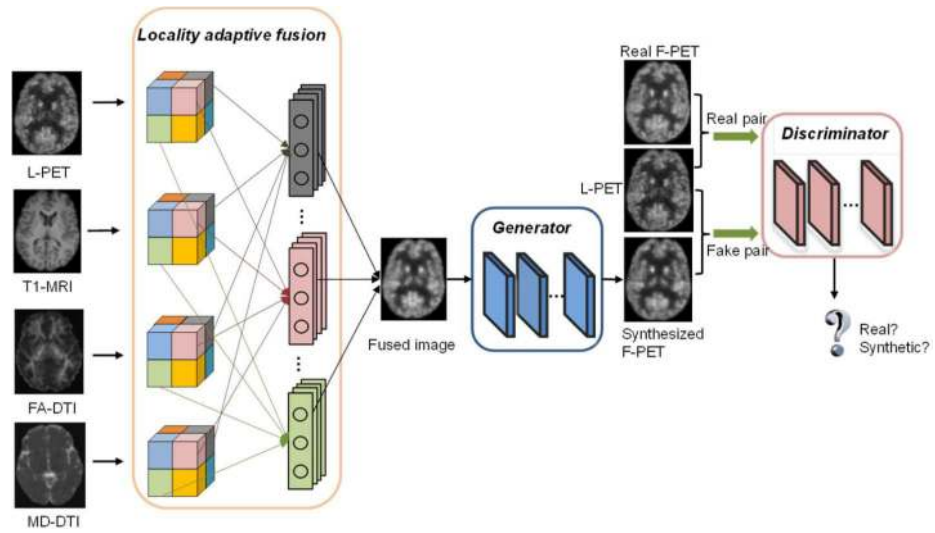 Locality adaptive fusion
L-PET
T1-MRI
FA-DTI
MD-DTI
...
...
Fused image
Generator
...
Real F-PET
L-PET
Synthesized
F-PET
Real pair
Fake pair
Discriminator
...
?
Real?
Synthetic?